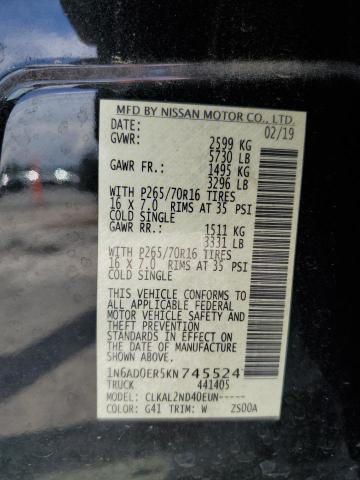 MFD BY NISSAN MOTOR CO., LTD.
DATE: 02/19
GVWR: 2599 KG
5730 LB
GAWR FR.: 1495 KG
3296 LB
WITH P265/70R16 TIRES
16 X 7.0 RIMS AT 35 PSI
COLD SINGLE
GAWR RR.: 1511 KG
3331 LB
WITH P265/70R16 TIRES
16 X 7.0 RIMS AT 35 PSI
COLD SINGLE
THIS VEHICLE CONFORMS TO
ALL APPLICABLE FEDERAL
MOTOR VEHICLE SAFETY
STANDARDS IN EFFECT ON THE
DATE OF MANUFACTURE SHOWN
ABOVE.
1N6AD0ER5KN 745524
TRUCK 441405
MODEL: CLKAL2ND40EUN-----
COLOR: G41 TRIM: W ZS00A